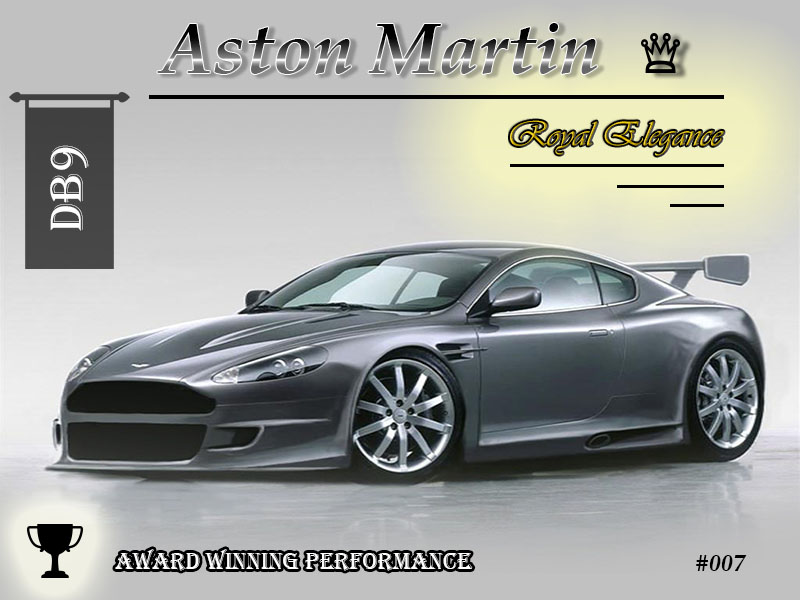 Aston Martin
Royal Elegance
DB9
AWARD WINNING PERFORMANCE
#007